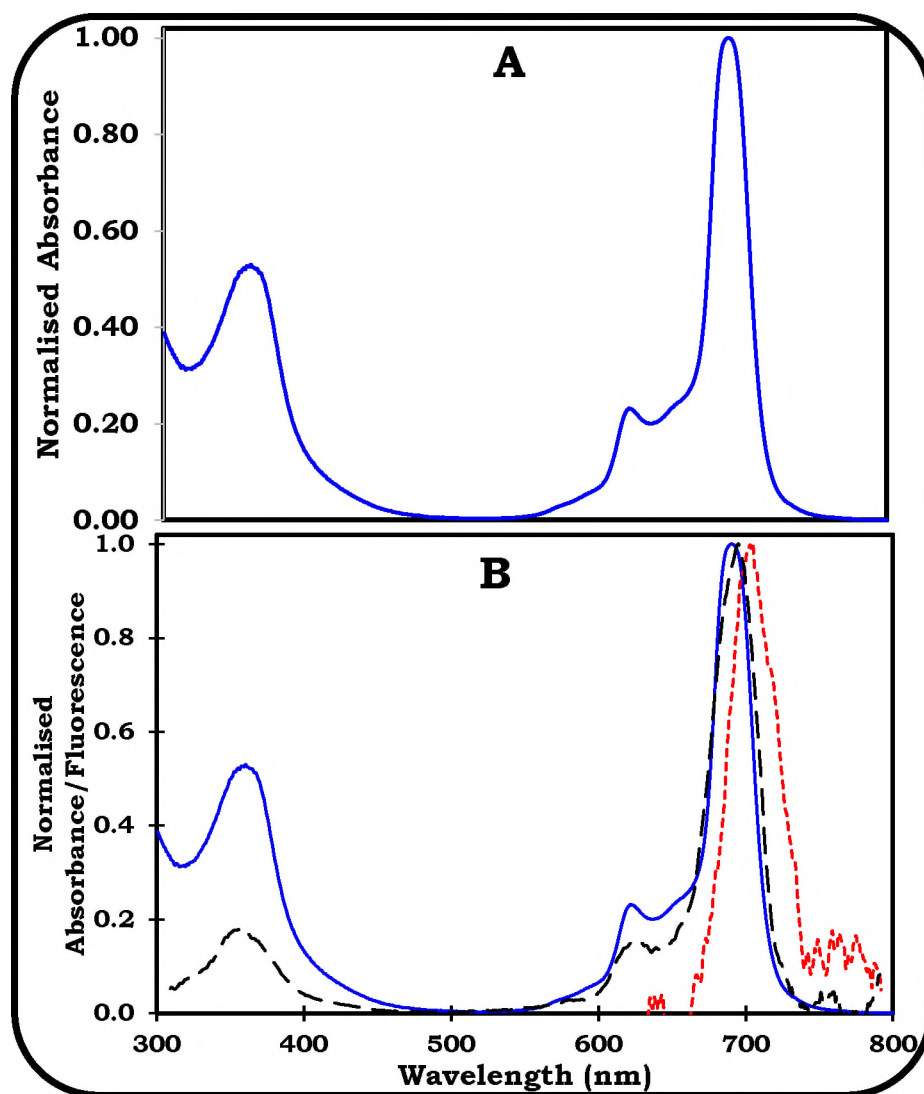 A
Normalised Absorbance
1.00
0.80
0.60
0.40
0.20
0.00
B
Normalised
Absorbance/Fluorescence
1.0
0.8
0.6
0.4
0.2
0.0
300 400 500 600 700 800
Wavelength (nm)